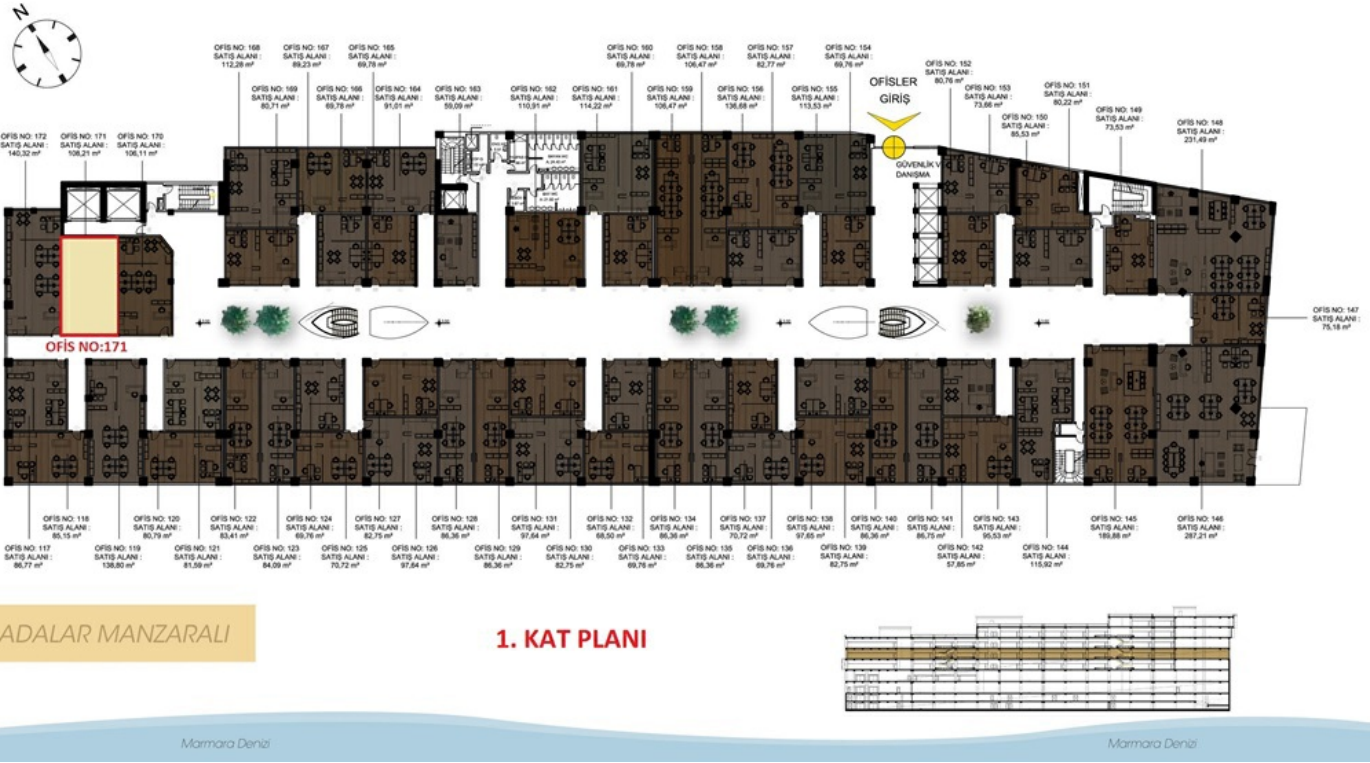 N
OFİS NO: 168
SATIŞ ALANI :
112,28 m²
OFİS NO: 167
SATIŞ ALANI :
89,23 m²
OFİS NO: 165
SATIŞ ALANI :
69,78 m²
OFİS NO: 160
SATIŞ ALANI :
69,78 m²
OFİS NO: 158
SATIŞ ALANI :
106,47 m²
OFİS NO: 157
SATIŞ ALANI :
82,77 m²
OFİS NO: 154
SATIŞ ALANI :
69,76 m²
OFİSLER
GİRİŞ
OFİS NO: 152
SATIŞ ALANI :
80,76 m²
OFİS NO: 169
SATIŞ ALANI :
80,71 m²
OFİS NO: 166
SATIŞ ALANI :
69,78 m²
OFİS NO: 164
SATIŞ ALANI :
91,01 m²
OFİS NO: 163
SATIŞ ALANI :
59,09 m²
OFİS NO: 162
SATIŞ ALANI :
110,91 m²
OFİS NO: 161
SATIŞ ALANI :
114,22 m²
OFİS NO: 159
SATIŞ ALANI :
106,47 m²
OFİS NO: 156
SATIŞ ALANI :
136,68 m²
OFİS NO: 155
SATIŞ ALANI :
113,53 m²
OFİS NO: 153
SATIŞ ALANI :
73,66 m²
OFİS NO: 151
SATIŞ ALANI :
80,22 m²
OFİS NO: 150
SATIŞ ALANI :
85,53 m²
OFİS NO: 149
SATIŞ ALANI :
73,53 m²
OFİS NO: 148
SATIŞ ALANI :
231,49 m²
OFİS NO: 172
SATIŞ ALANI :
140,32 m²
OFİS NO: 171
SATIŞ ALANI :
108,21 m²
OFİS NO: 170
SATIŞ ALANI :
106,11 m²
GÜVENLİK V
DANIŞMA
OFİS NO: 147
SATIŞ ALANI :
75,18 m²
OFİS NO:171
OFİS NO: 118
SATIŞ ALANI :
85,15 m²
OFİS NO: 120
SATIŞ ALANI :
80,79 m²
OFİS NO: 122
SATIŞ ALANI :
83,41 m²
OFİS NO: 124
SATIŞ ALANI :
69,76 m²
OFİS NO: 127
SATIŞ ALANI :
82,75 m²
OFİS NO: 128
SATIŞ ALANI :
86,36 m²
OFİS NO: 131
SATIŞ ALANI :
97,64 m²
OFİS NO: 132
SATIŞ ALANI :
68,50 m²
OFİS NO: 134
SATIŞ ALANI :
86,36 m²
OFİS NO: 137
SATIŞ ALANI :
70,72 m²
OFİS NO: 138
SATIŞ ALANI :
97,65 m²
OFİS NO: 140
SATIŞ ALANI :
86,36 m²
OFİS NO: 141
SATIŞ ALANI :
86,75 m²
OFİS NO: 143
SATIŞ ALANI :
95,53 m²
OFİS NO: 145
SATIŞ ALANI :
189,88 m²
OFİS NO: 146
SATIŞ ALANI :
287,21 m²
OFİS NO: 117
SATIŞ ALANI :
86,77 m²
OFİS NO: 119
SATIŞ ALANI :
138,80 m²
OFİS NO: 121
SATIŞ ALANI :
81,59 m²
OFİS NO: 123
SATIŞ ALANI :
84,09 m²
OFİS NO: 125
SATIŞ ALANI :
70,72 m²
OFİS NO: 126
SATIŞ ALANI :
97,64 m²
OFİS NO: 129
SATIŞ ALANI :
86,36 m²
OFİS NO: 130
SATIŞ ALANI :
82,75 m²
OFİS NO: 133
SATIŞ ALANI :
69,76 m²
OFİS NO: 135
SATIŞ ALANI :
86,36 m²
OFİS NO: 136
SATIŞ ALANI :
69,76 m²
OFİS NO: 139
SATIŞ ALANI :
82,75 m²
OFİS NO: 142
SATIŞ ALANI :
57,85 m²
OFİS NO: 144
SATIŞ ALANI :
115,92 m²
ADALAR MANZARALI
1. KAT PLANI
Marmara Denizi
Marmara Denizi